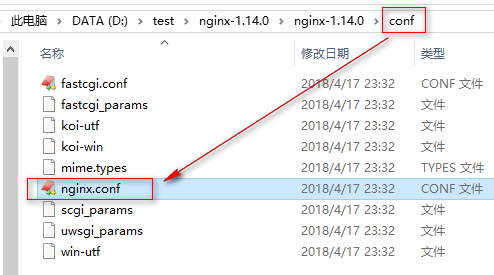 此电脑 > DATA (D:) > test > nginx-1.14.0 > nginx-1.14.0 > conf
名称 修改日期 类型
fastcgi.conf 2018/4/17 23:32 CONF 文件
fastcgi_params 2018/4/17 23:32 文件
koi-utf 2018/4/17 23:32 文件
koi-win 2018/4/17 23:32 文件
mime.types 2018/4/17 23:32 TYPES 文件
nginx.conf 2018/4/17 23:32 CONF 文件
scgi_params 2018/4/17 23:32 文件
uwsgi_params 2018/4/17 23:32 文件
win-utf 2018/4/17 23:32 文件